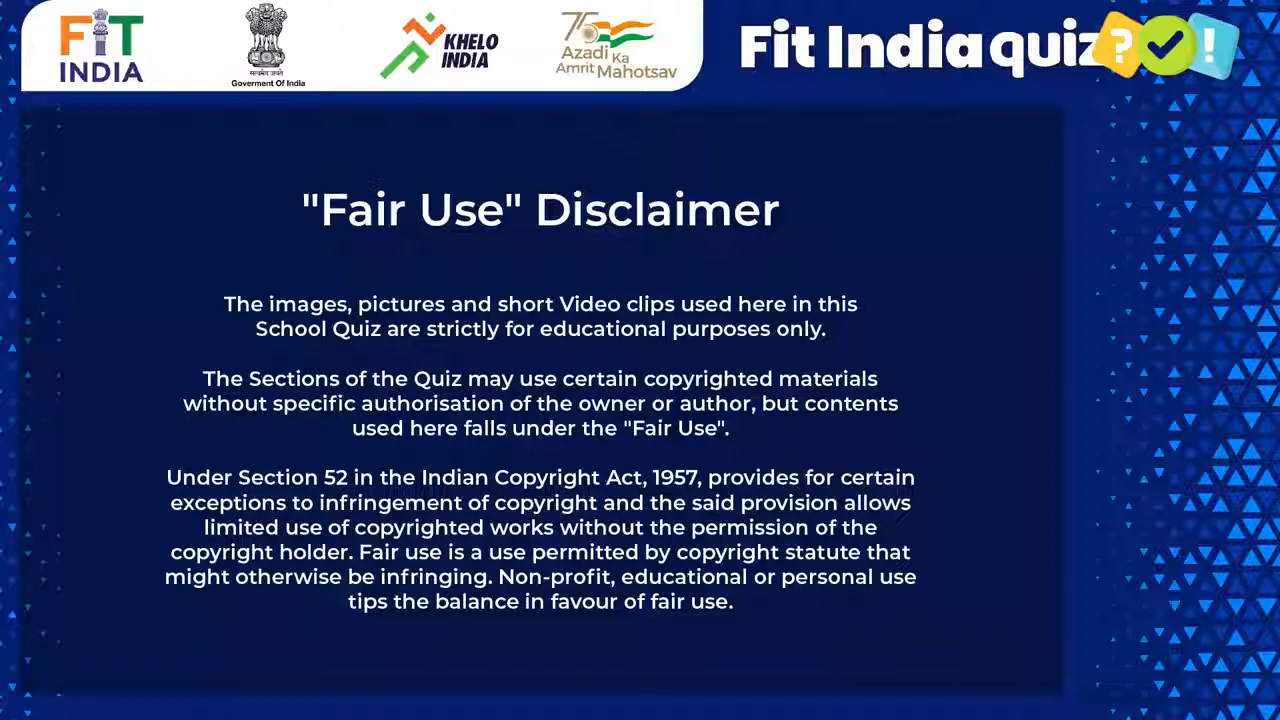 FIT
INDIA
सत्यमेव जयते
Goverment Of India
KHELO
INDIA
75
Azadi Ka
Amrit Mahotsav
Fit India quiz ? !
"Fair Use" Disclaimer
The images, pictures and short Video clips used here in this
School Quiz are strictly for educational purposes only.
The Sections of the Quiz may use certain copyrighted materials
without specific authorisation of the owner or author, but contents
used here falls under the "Fair Use".
Under Section 52 in the Indian Copyright Act, 1957, provides for certain
exceptions to infringement of copyright and the said provision allows
limited use of copyrighted works without the permission of the
copyright holder. Fair use is a use permitted by copyright statute that
might otherwise be infringing. Non-profit, educational or personal use
tips the balance in favour of fair use.